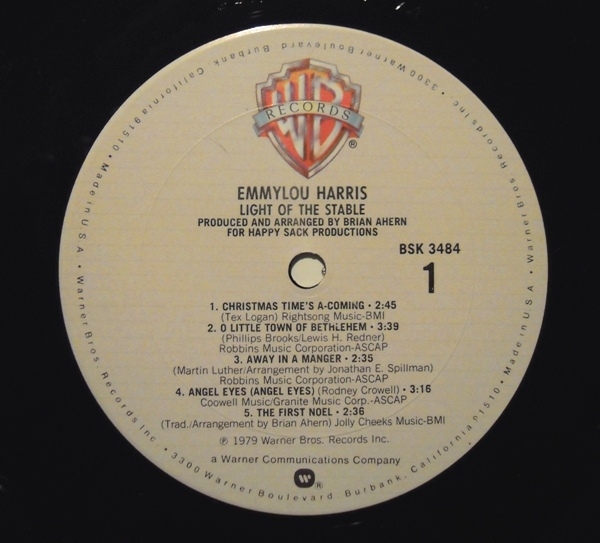 RECORDS
WB
®
EMMYLOU HARRIS
LIGHT OF THE STABLE
PRODUCED AND ARRANGED BY BRIAN AHERN
FOR HAPPY SACK PRODUCTIONS
BSK 3484
1
1. CHRISTMAS TIME'S A-COMING • 2:45
(Tex Logan) Rightsong Music-BMI
2. O LITTLE TOWN OF BETHLEHEM • 3:39
(Phillips Brooks/Lewis H. Redner)
Robbins Music Corporation-ASCAP
3. AWAY IN A MANGER • 2:35
(Martin Luther/Arrangement by Jonathan E. Spillman)
Robbins Music Corporation-ASCAP
4. ANGEL EYES (ANGEL EYES) (Rodney Crowell) • 3:16
Coowell Music/Granite Music Corp.-ASCAP
5. THE FIRST NOEL • 2:36
(Trad./Arrangement by Brian Ahern) Jolly Cheeks Music-BMI
℗ 1979 Warner Bros. Records Inc.
a Warner Communications Company
®
Warner Bros. Records Inc. • 3300 Warner Boulevard Burbank, California 91510 • Made in U.S.A. •
Warner Bros. Records Inc. • 3300 Warner Boulevard Burbank, California 91510 • Made in U.S.A. •